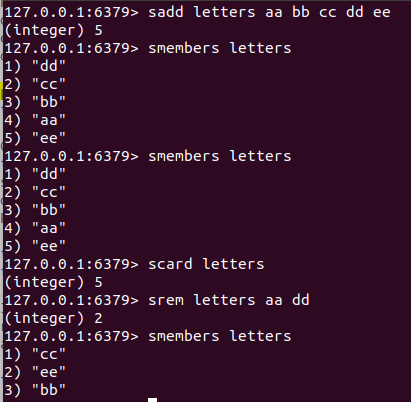 127.0.0.1:6379> sadd letters aa bb cc dd ee
(integer) 5
127.0.0.1:6379> smembers letters
1) "dd"
2) "cc"
3) "bb"
4) "aa"
5) "ee"
127.0.0.1:6379> smembers letters
1) "dd"
2) "cc"
3) "bb"
4) "aa"
5) "ee"
127.0.0.1:6379> scard letters
(integer) 5
127.0.0.1:6379> srem letters aa dd
(integer) 2
127.0.0.1:6379> smembers letters
1) "cc"
2) "ee"
3) "bb"